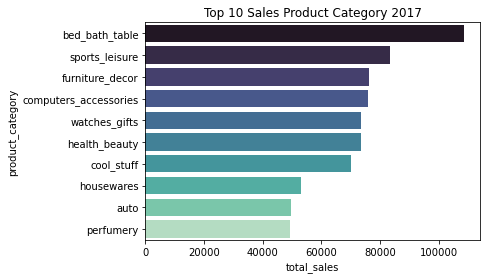 Top 10 Sales Product Category 2017
product_category
bed_bath_table
sports_leisure
furniture_decor
computers_accessories
watches_gifts
health_beauty
cool_stuff
housewares
auto
perfumery
0 20000 40000 60000 80000 100000
total_sales